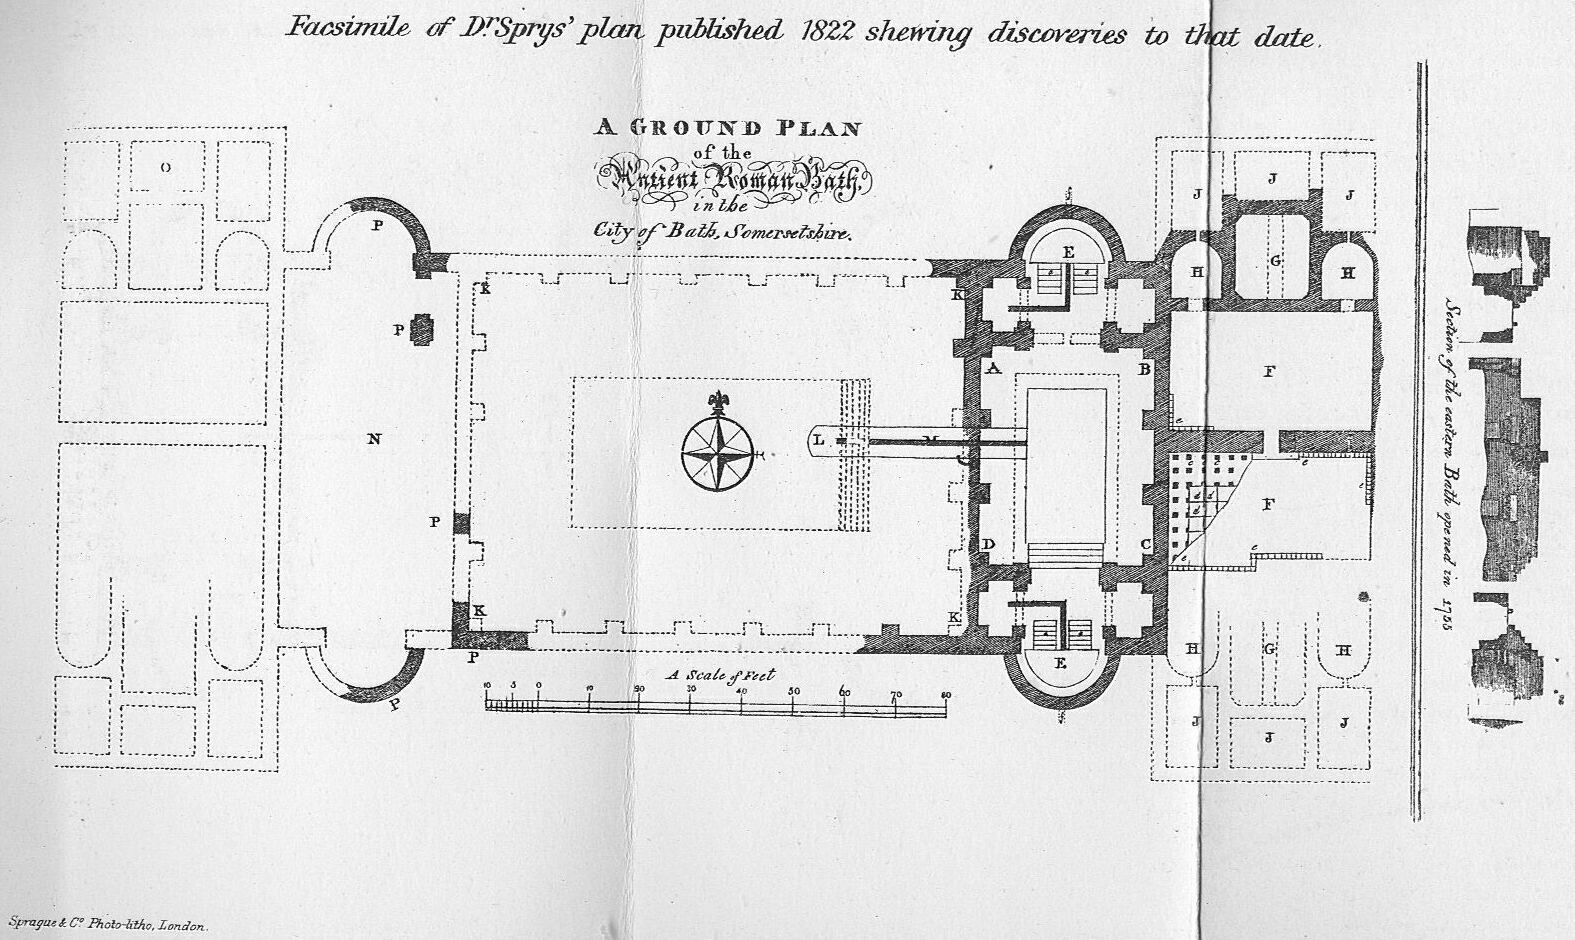 Facsimile of Dr. Sprys' plan published 1822 shewing discoveries to that date.
A GROUND PLAN
of the
Antient Roman Bath,
in the
City of Bath, Somersetshire.
O
J
J
J
P
E
G
H
H
K
K
P
A
B
F
N
L
M
C
F
P
D
C
K
K
P
P
E
H
G
H
J
J
J
A Scale of Feet
10 5 0 10 20 30 40 50 60 70 80
Section of the eastern Bath opened in 1755
Sprague & Co. Photo-litho, London.